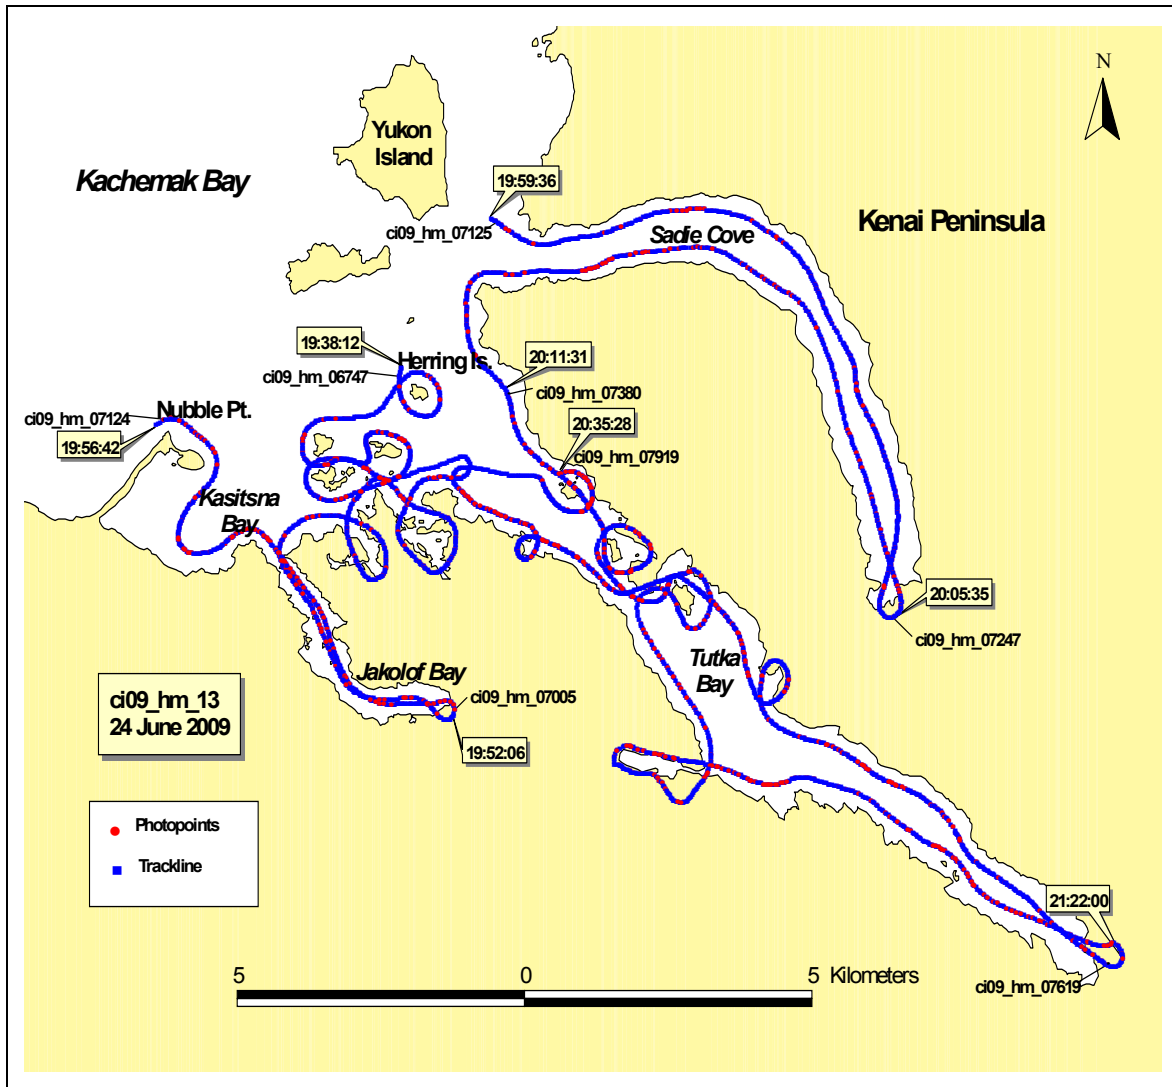 N
Yukon
Island
Kachemak Bay
19:59:36
Kenai Peninsula
ci09_hm_07125
Sadie Cove
19:38:12
Herring Is.
20:11:31
ci09_hm_06747
ci09_hm_07380
Nubble Pt.
ci09_hm_07124
20:35:28
19:56:42
ci09_hm_07919
Kasitsna
Bay
20:05:35
ci09_hm_07247
Tutka
Bay
Jakolof Bay
ci09_hm_07005
ci09_hm_13
24 June 2009
19:52:06
Photopoints
Trackline
21:22:00
5 0 5 Kilometers
ci09_hm_07619